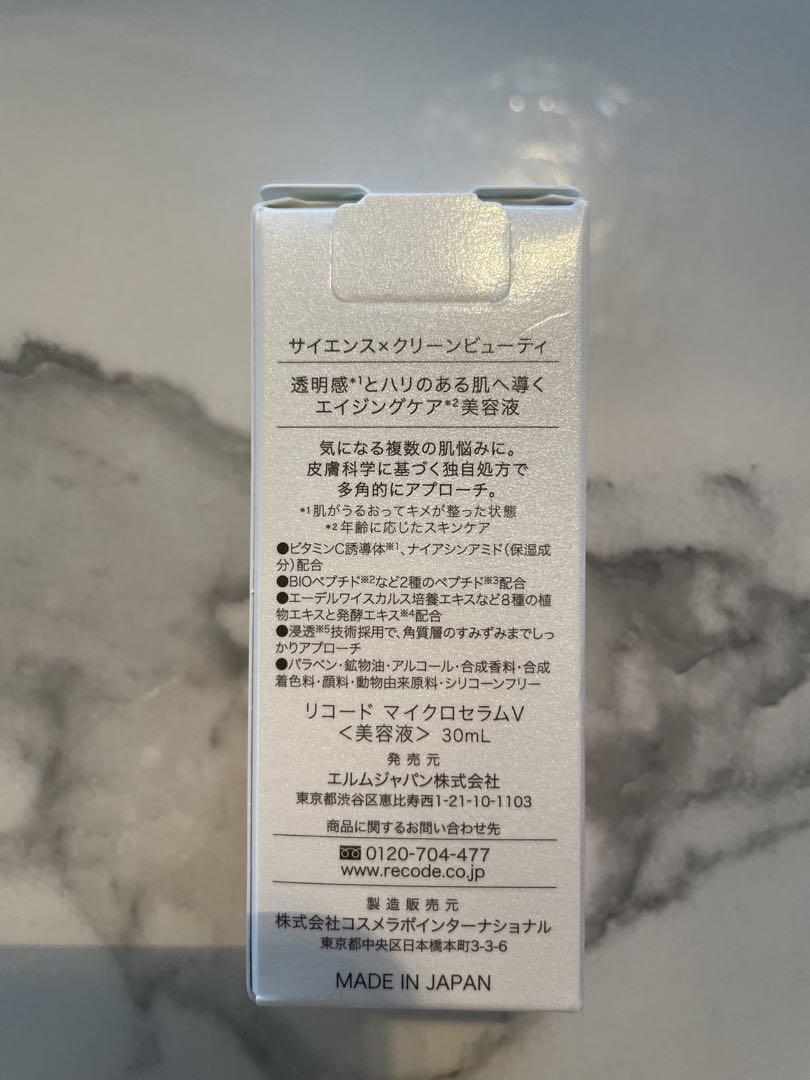 サイエンス×クリーンビューティ
透明感*1とハリのある肌へ導く
エイジングケア*2美容液
気になる複数の肌悩みに。
皮膚科学に基づく独自処方で
多角的にアプローチ。
*1肌がうるおってキメが整った状態
*2年齢に応じたスキンケア
●ビタミンC誘導体※1、ナイアシンアミド(保湿成
分)配合
●BIOペプチド※2など2種のペプチド※3配合
●エーデルワイスカルス培養エキスなど8種の植
物エキスと発酵エキス※4配合
●浸透※5技術採用で、角質層のすみずみまでしっ
かりアプローチ
●パラベン・鉱物油・アルコール・合成香料・合成
着色料・顔料・動物由来原料・シリコーンフリー
リコード マイクロセラムV
＜美容液＞ 30mL
発売元
エルムジャパン株式会社
東京都渋谷区恵比寿西1-21-10-1103
商品に関するお問い合わせ先
0120-704-477
www.recode.co.jp
製造販売元
株式会社コスメラボインターナショナル
東京都中央区日本橋本町3-3-6
MADE IN JAPAN